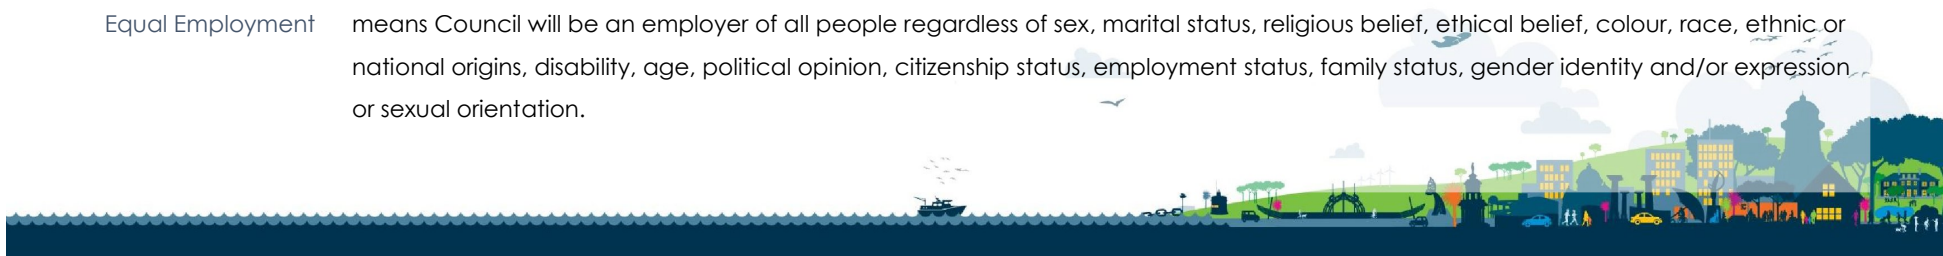 Equal Employment means Council will be an employer of all people regardless of sex, marital status, religious belief, ethical belief, colour, race, ethnic or
national origins, disability, age, political opinion, citizenship status, employment status, family status, gender identity and/or expression
or sexual orientation.